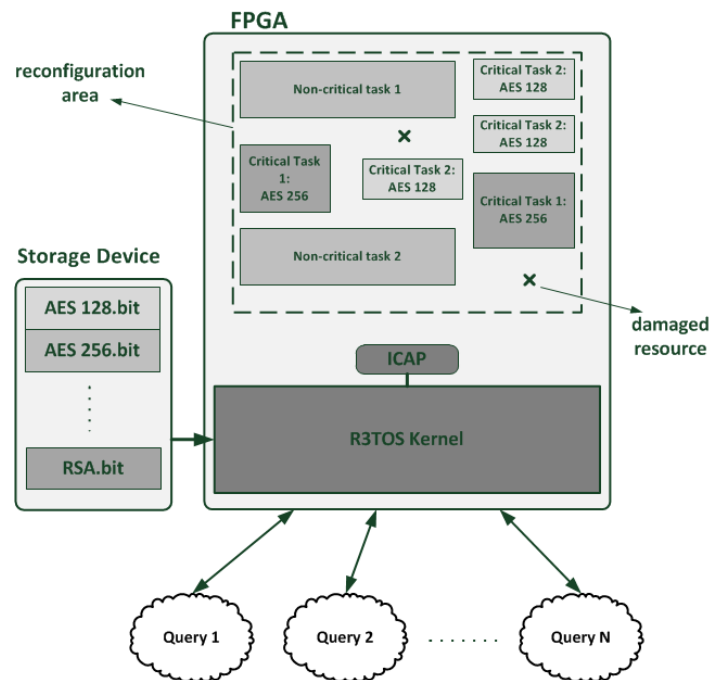 FPGA
reconfiguration
area
Non-critical task 1
Critical Task 2:
AES 128
Critical Task 2:
AES 128
Critical Task
1:
AES 256
Critical Task 2:
AES 128
Critical Task 1:
AES 256
Non-critical task 2
damaged
resource
Storage Device
AES 128.bit
AES 256.bit
RSA.bit
ICAP
R3TOS Kernel
Query 1
Query 2
Query N